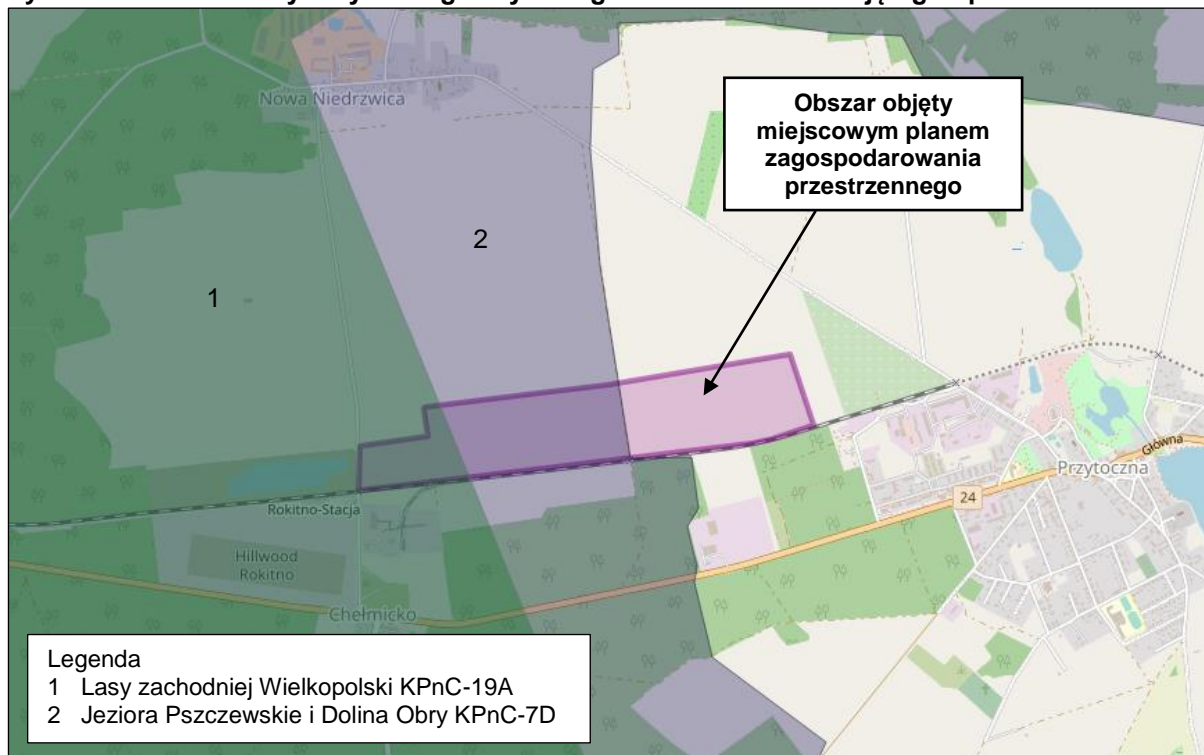 Nowa Niedrzwica
Obszar objęty
miejscowym planem
zagospodarowania
przestrzennego
2
1
Główna
Przytoczna
24
Rokitno-Stacja
Hillwood
Rokitno
Chełmicko
Legenda
1 Lasy zachodniej Wielkopolski KPnC-19A
2 Jeziora Pszczewskie i Dolina Obry KPnC-7D